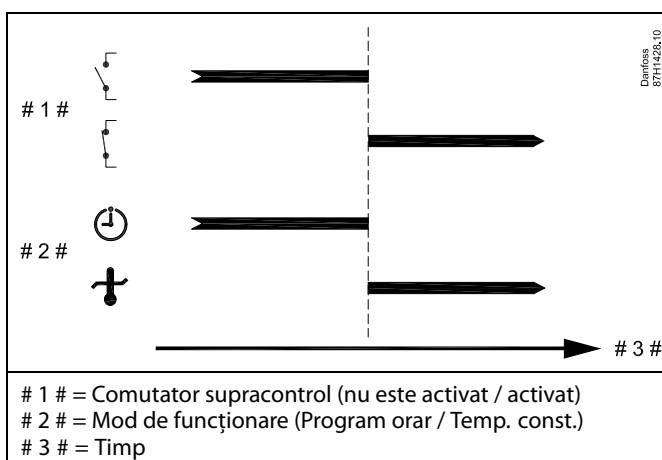 Danfoss
87H1428.10
# 1 #
# 2 #
# 3 #
# 1 # = Comutator supracontrol (nu este activat / activat)
# 2 # = Mod de funcționare (Program orar / Temp. const.)
# 3 # = Timp